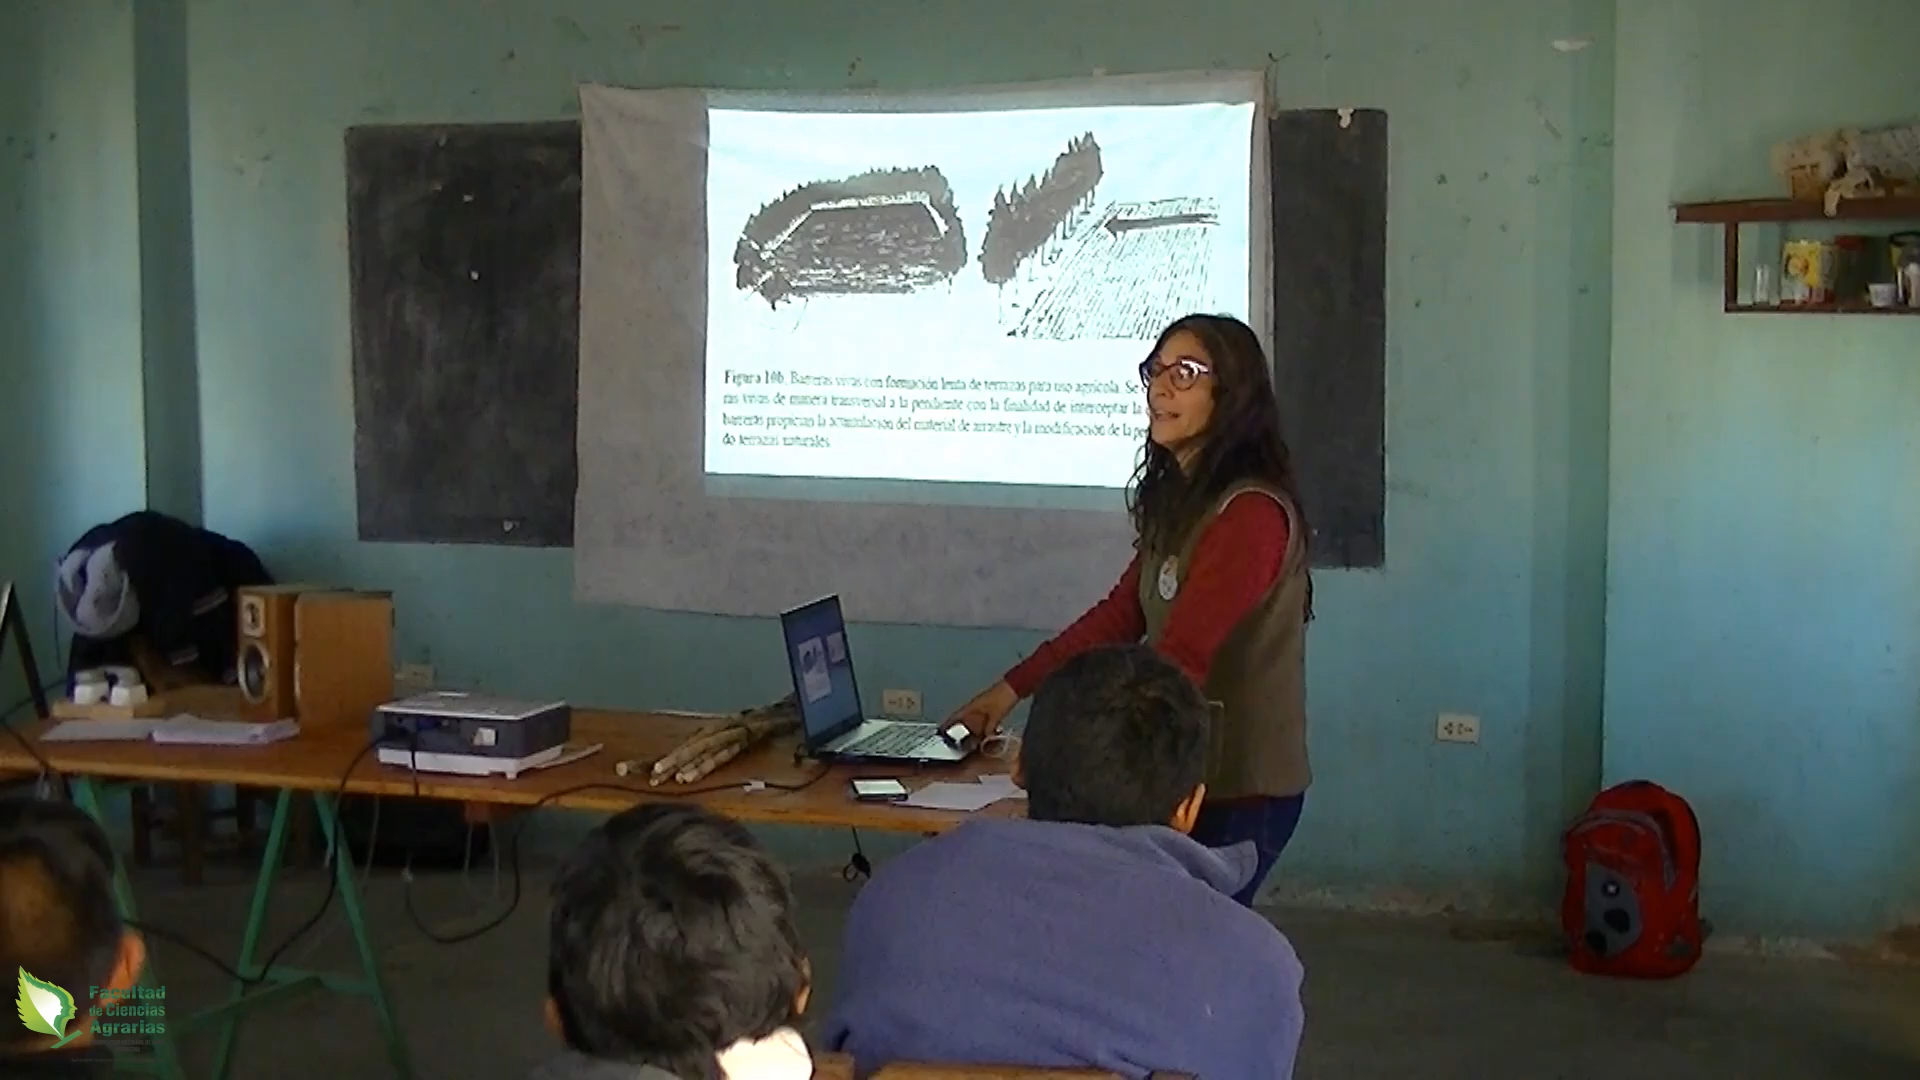 Figura 10b. Barreras vivas con formación lenta de terrazas para uso agrícola. Se
ras vivas de manera transversal a la pendiente con la finalidad de interceptar la
barreras propician la acumulación del material de arrastre y la modificación de la
do terrazas naturales.
Facultad
de Ciencias
Agrarias